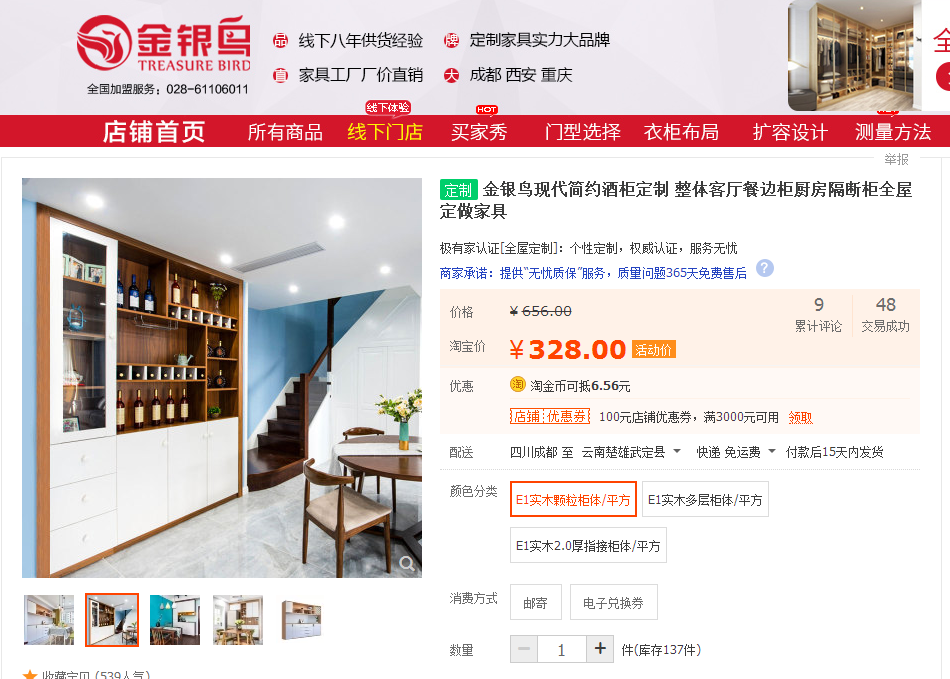 金银鸟
TREASURE BIRD
全国加盟服务：028-61106011
品 线下八年供货经验 牌 定制家具实力大品牌
直 家具工厂厂价直销 大 成都 西安 重庆
全
线下体验 HOT
店铺首页 所有商品 线下门店 买家秀 门型选择 衣柜布局 扩容设计 测量方法
举报
定制 金银鸟现代简约酒柜定制 整体客厅餐边柜厨房隔断柜全屋
定做家具
极有家认证[全屋定制]：个性定制，权威认证，服务无忧
商家承诺：提供"无忧质保"服务，质量问题365天免费售后 ?
价格 ¥ 656.00
9 48
累计评论 交易成功
淘宝价 ¥ 328.00 活动价
优惠 淘 淘金币可抵6.56元
店铺 优惠券 100元店铺优惠券，满3000元可用 领取
配送 四川成都 至 云南楚雄武定县 快递 免运费 付款后15天内发货
颜色分类 E1实木颗粒柜体/平方 E1实木多层柜体/平方
E1实木2.0厚指接柜体/平方
消费方式 邮寄 电子兑换券
数量 − 1 + 件(库存137件)
收藏宝贝 (539人气)